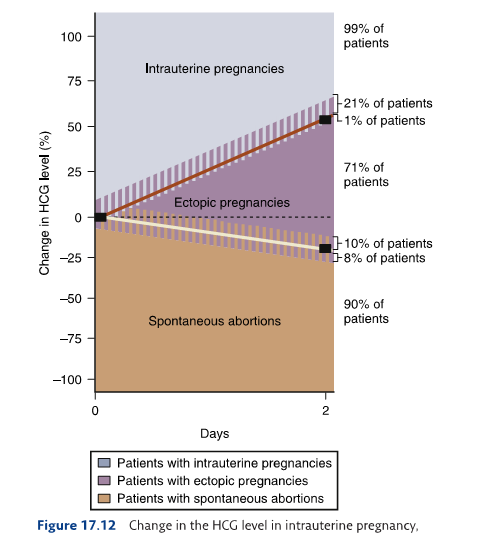 99% of
patients
100
Intrauterine pregnancies
75
21% of patients
1% of patients
50
71% of
patients
25
Ectopic pregnancies
0
10% of patients
8% of patients
–25
–50
90% of
patients
Spontaneous abortions
–75
–100
Change in the HCG level (%)
0
2
Days
Patients with intrauterine pregnancies
Patients with ectopic pregnancies
Patients with spontaneous abortions
Figure 17.12 Change in the HCG level in intrauterine pregnancy,